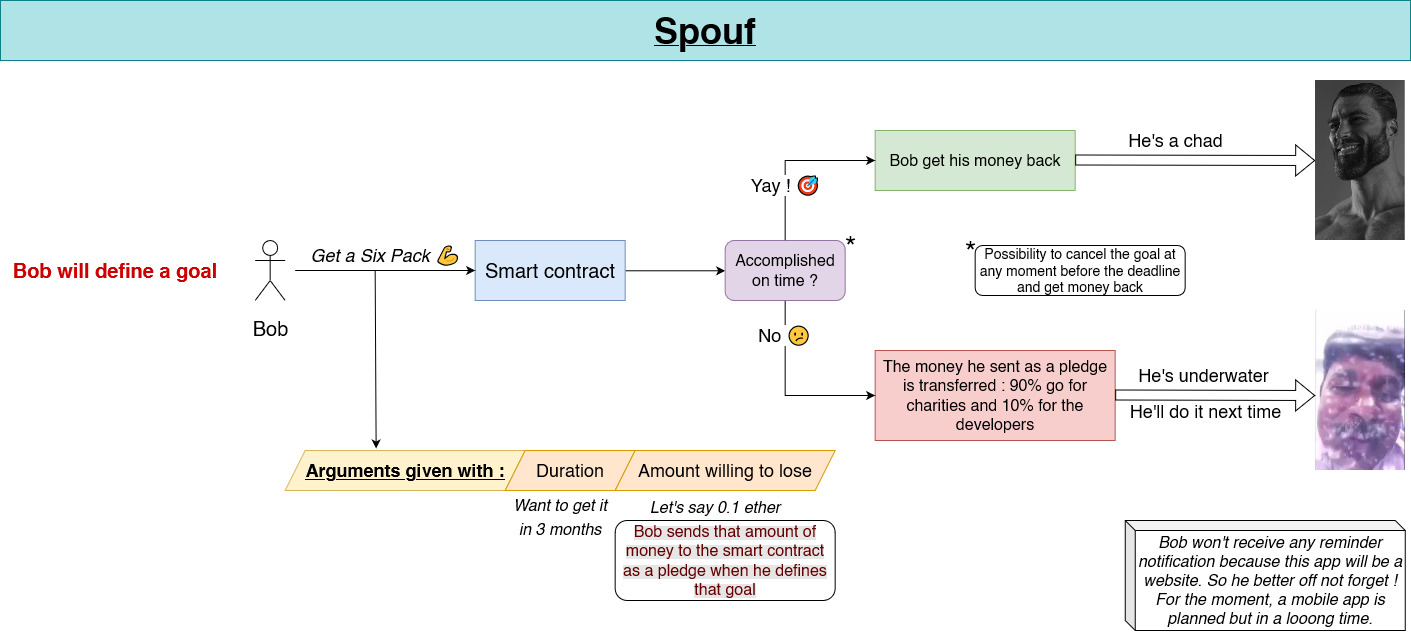 Spouf
He's a chad
Bob get his money back
Yay ! 🎯
*
Get a Six Pack 💪
Bob will define a goal
Smart contract
Accomplished
on time ?
*
Possibility to cancel the goal at
any moment before the deadline
and get money back
Bob
No 😕
The money he sent as a pledge
is transferred : 90% go for
charities and 10% for the
developers
He's underwater
He'll do it next time
Arguments given with :
Duration
Amount willing to lose
Want to get it
in 3 months
Let's say 0.1 ether
Bob sends that amount of
money to the smart contract
as a pledge when he defines
that goal
Bob won't receive any reminder
notification because this app will be a
website. So he better off not forget !
For the moment, a mobile app is
planned but in a looong time.